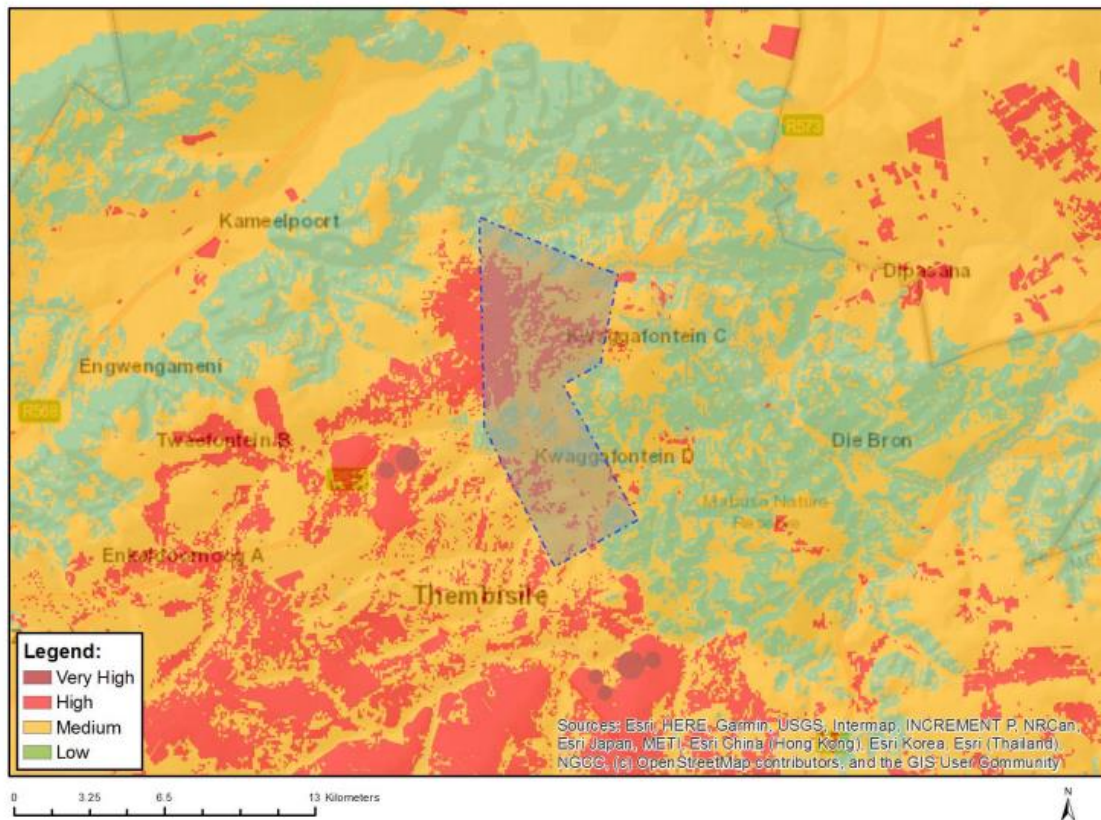 R573
Kameelpoort
Dipasana
Kwaggafontein C
Engwengameni
R568
Tweefontein B
Die Bron
Kwaggafontein D
Mabusa Nature
Reserve
A
Thembisile
Legend:
Very High
High
Medium
Low
Sources: Esri, HERE, Garmin, USGS, Intermap, INCREMENT P, NRCan,
Esri Japan, METI, Esri China (Hong Kong), Esri Korea, Esri (Thailand),
NGCC, (c) OpenStreetMap contributors, and the GIS User Community
0 3.25 6.5 13 Kilometers
N